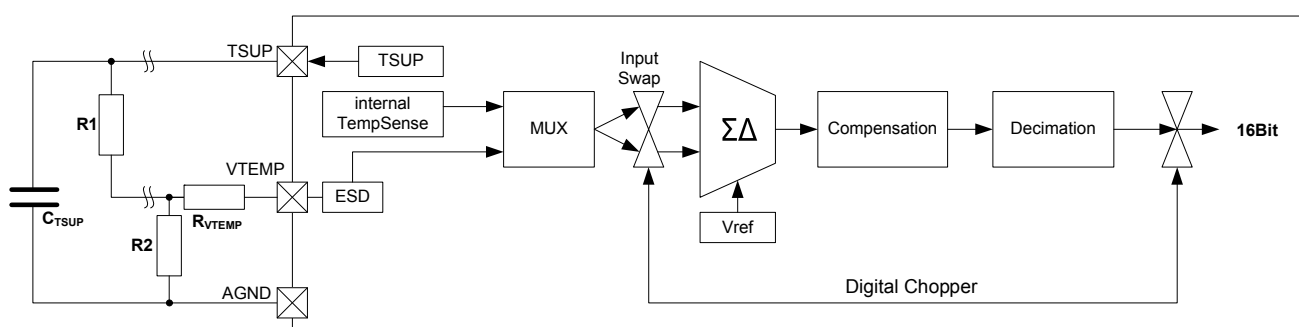 TSUP
TSUP
Input
Swap
internal
TempSense
R1
MUX
ΣΔ
Compensation
Decimation
16Bit
VTEMP
ESD
CTSUP
RVTEMP
R2
Vref
Digital Chopper
AGND